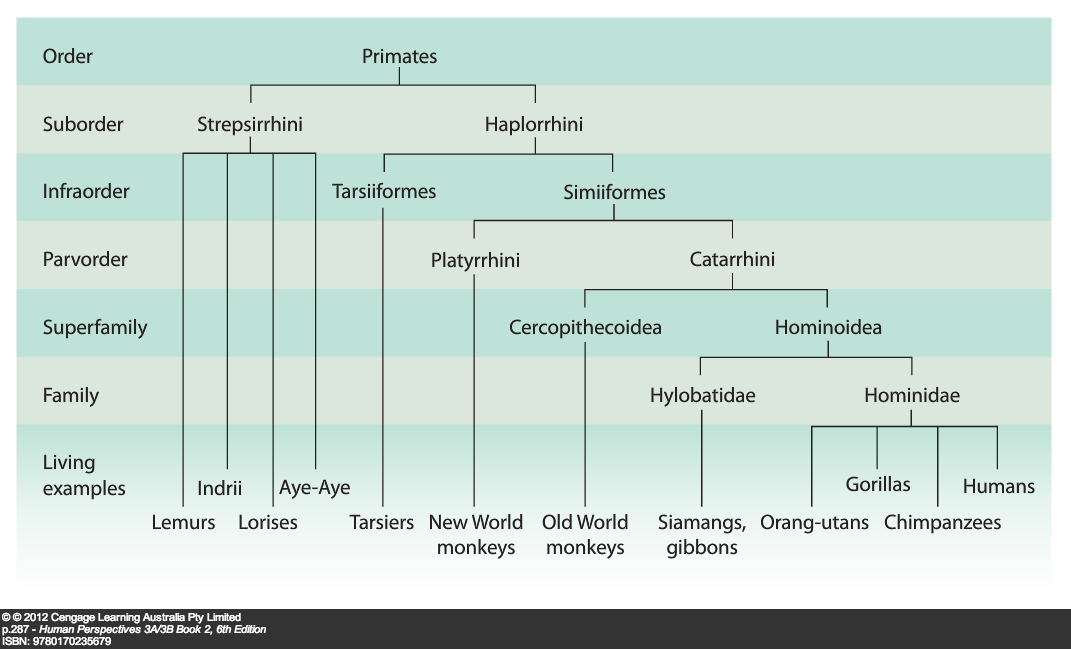 Order
Primates
Suborder
Strepsirrhini
Haplorrhini
Infraorder
Tarsiiformes
Simiiformes
Parvorder
Platyrrhini
Catarrhini
Superfamily
Cercopithecoidea
Hominoidea
Family
Hylobatidae
Hominidae
Living
examples
Lemurs
Indrii
Lorises
Aye-Aye
Tarsiers
New World
monkeys
Old World
monkeys
Siamangs,
gibbons
Orang-utans
Gorillas
Chimpanzees
Humans
© © 2012 Cengage Learning Australia Pty Limited
p.287 - Human Perspectives 3A/3B Book 2, 6th Edition
ISBN: 9780170235679